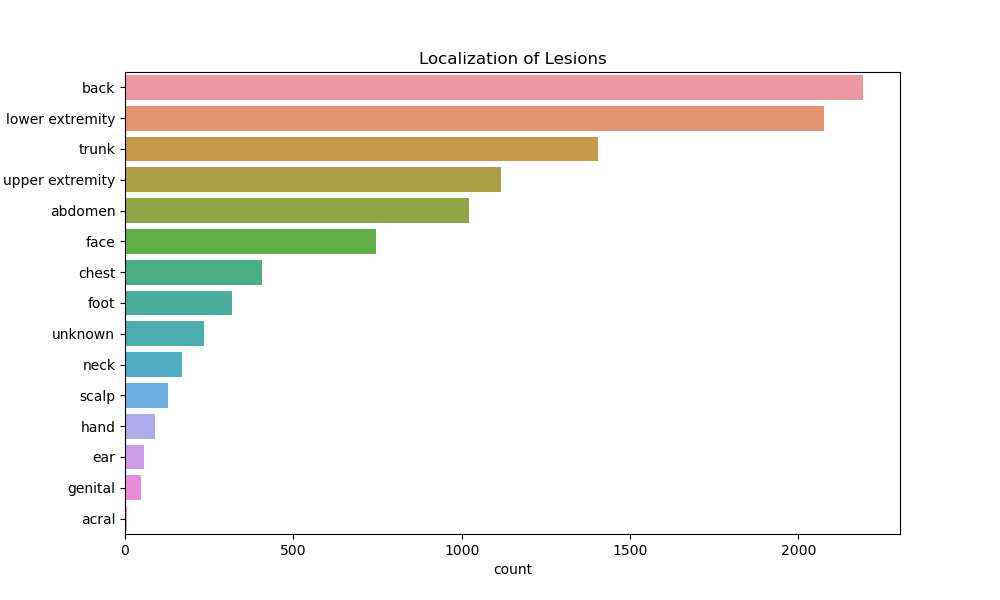 Localization of Lesions
back
lower extremity
trunk
upper extremity
abdomen
face
chest
foot
unknown
neck
scalp
hand
ear
genital
acral
0 500 1000 1500 2000
count